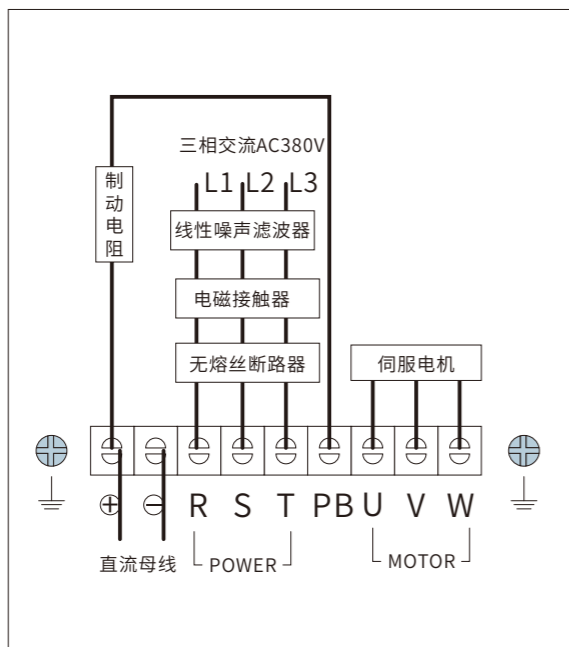 三相交流AC380V
L1 L2 L3
制动电阻
线性噪声滤波器
电磁接触器
无熔丝断路器
伺服电机
+ − R S T PB U V W
直流母线
POWER
MOTOR